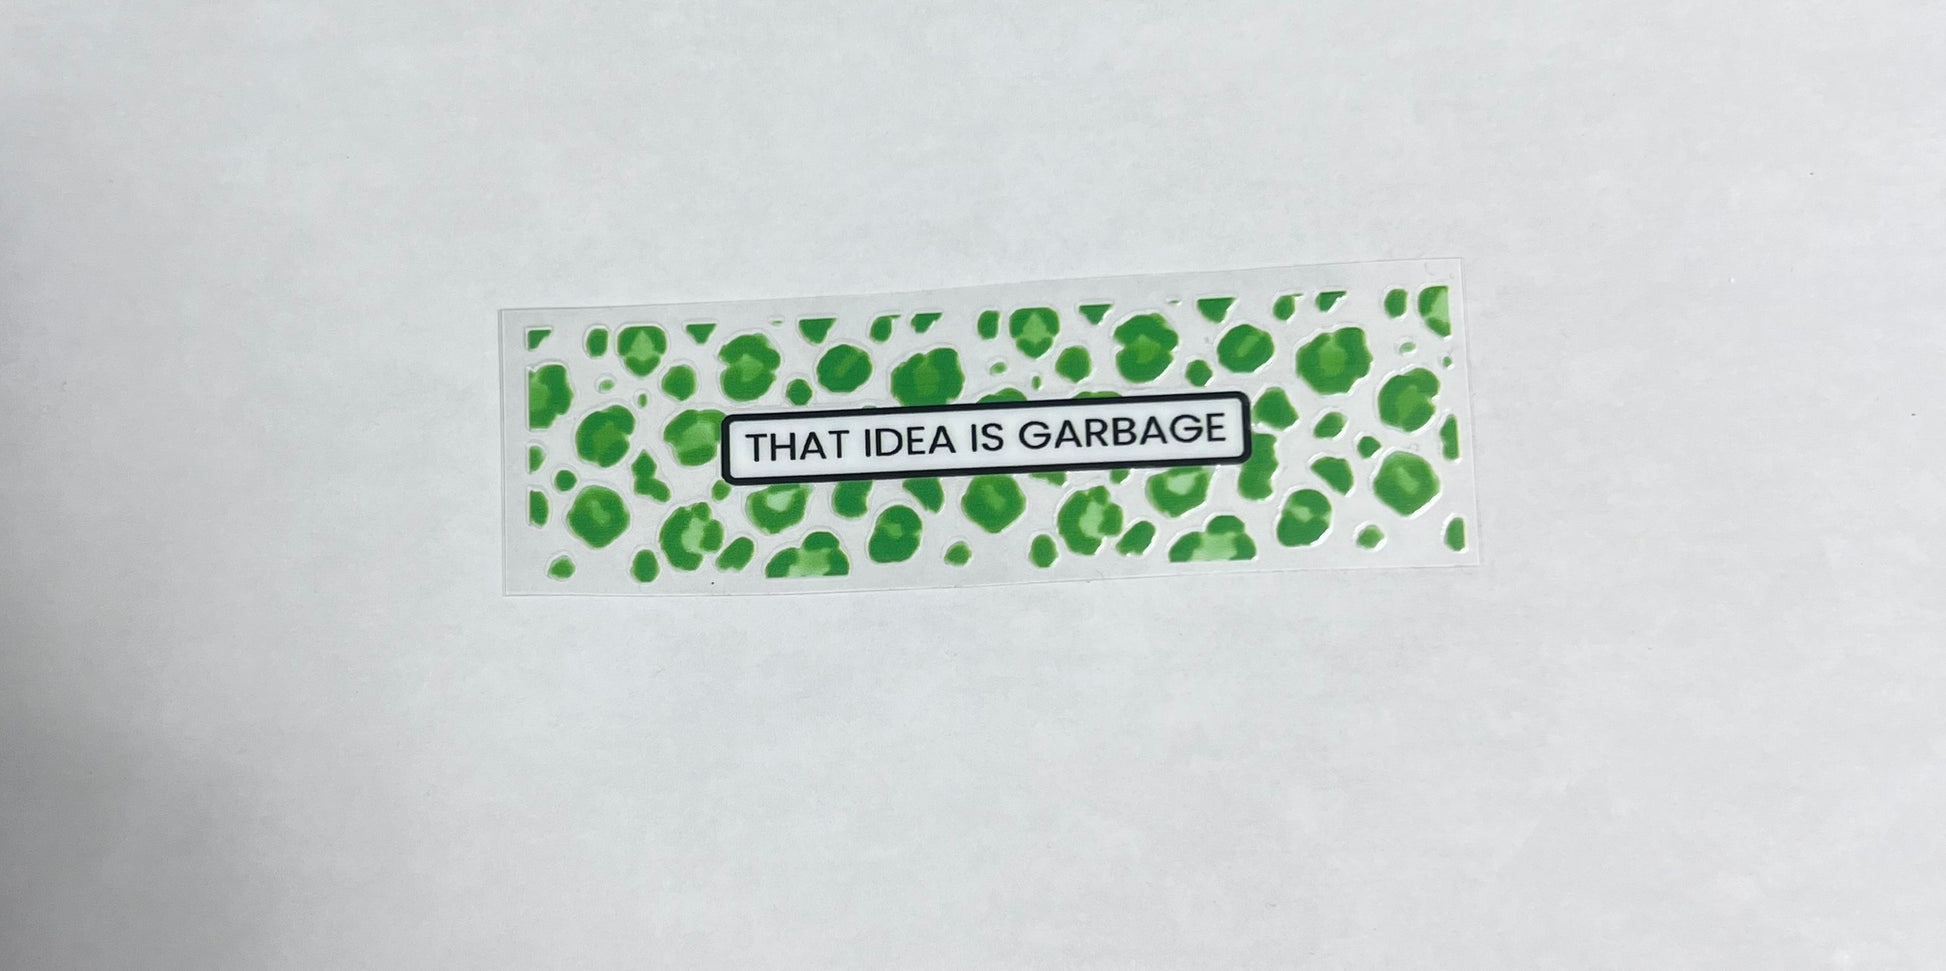 THAT IDEA IS GARBAGE